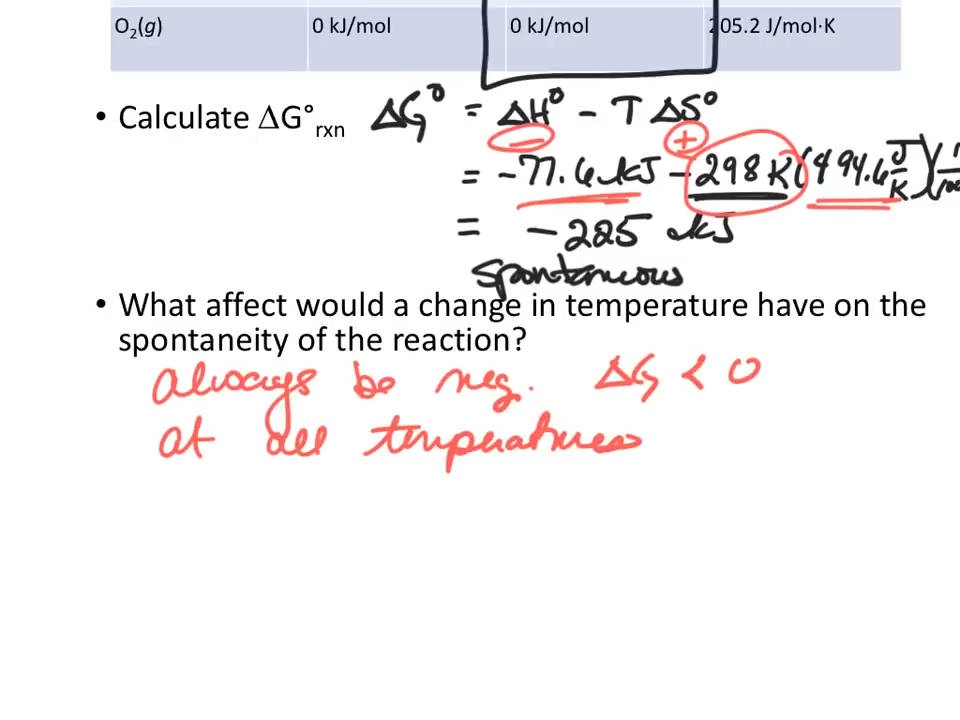 O₂(g) 0 kJ/mol 0 kJ/mol 205.2 J/mol·K
• Calculate ΔG°rxn ΔG° = ΔH° − T ΔS°
− +
= −77.6 kJ − 298 K (494.6 J/K)(
= −225 kJ
spontaneous
• What affect would a change in temperature have on the
spontaneity of the reaction?
always be neg. ΔG < 0
at all temperatures